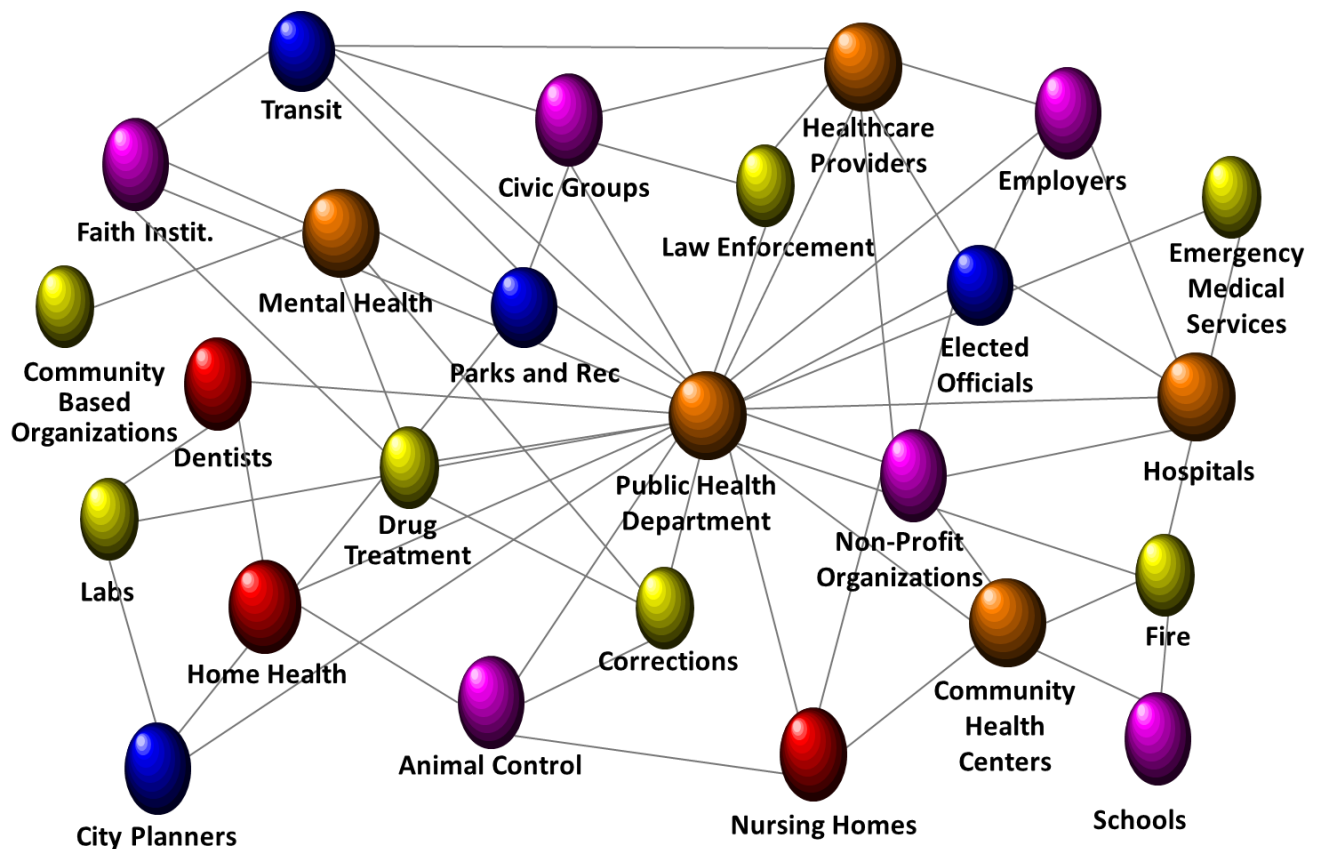 Transit
Healthcare
Providers
Civic Groups
Employers
Faith Instit.
Law Enforcement
Emergency
Medical
Services
Mental Health
Elected
Officials
Parks and Rec
Community
Based
Organizations
Dentists
Hospitals
Public Health
Department
Drug
Treatment
Non-Profit
Organizations
Labs
Fire
Corrections
Home Health
Community
Health
Centers
Animal Control
Schools
Nursing Homes
City Planners